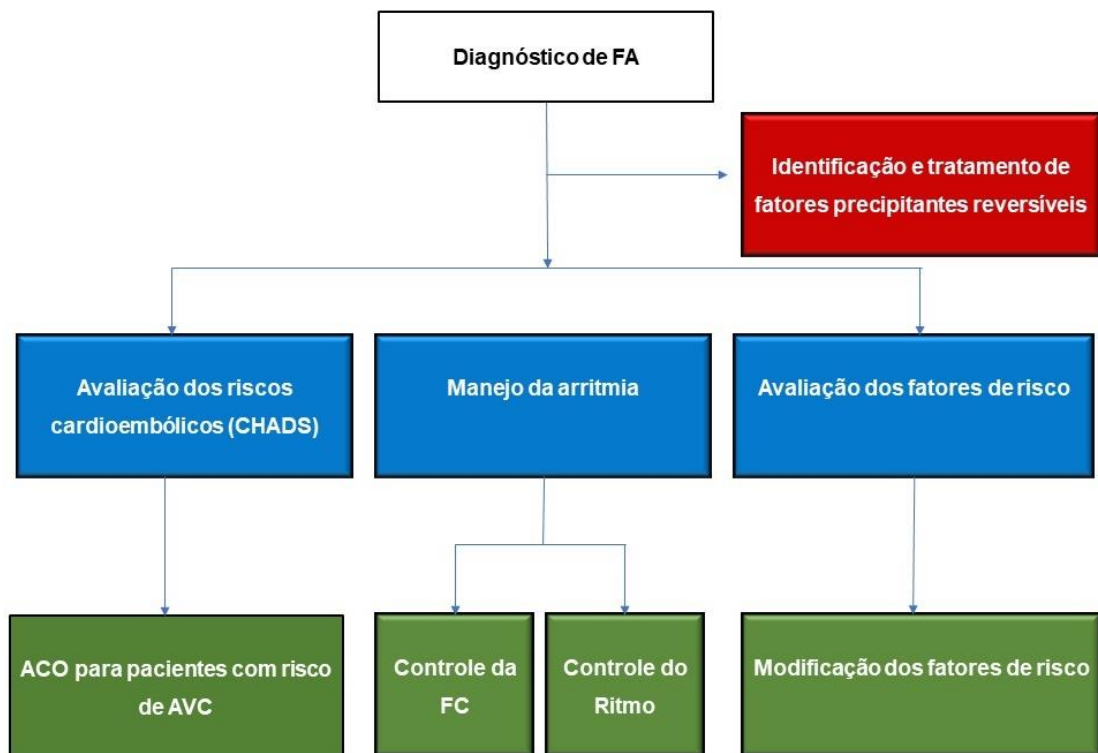 Diagnóstico de FA
Identificação e tratamento de
fatores precipitantes reversíveis
Avaliação dos riscos
cardioembólicos (CHADS)
Manejo da arritmia
Avaliação dos fatores de risco
ACO para pacientes com risco
de AVC
Controle da
FC
Controle do
Ritmo
Modificação dos fatores de risco